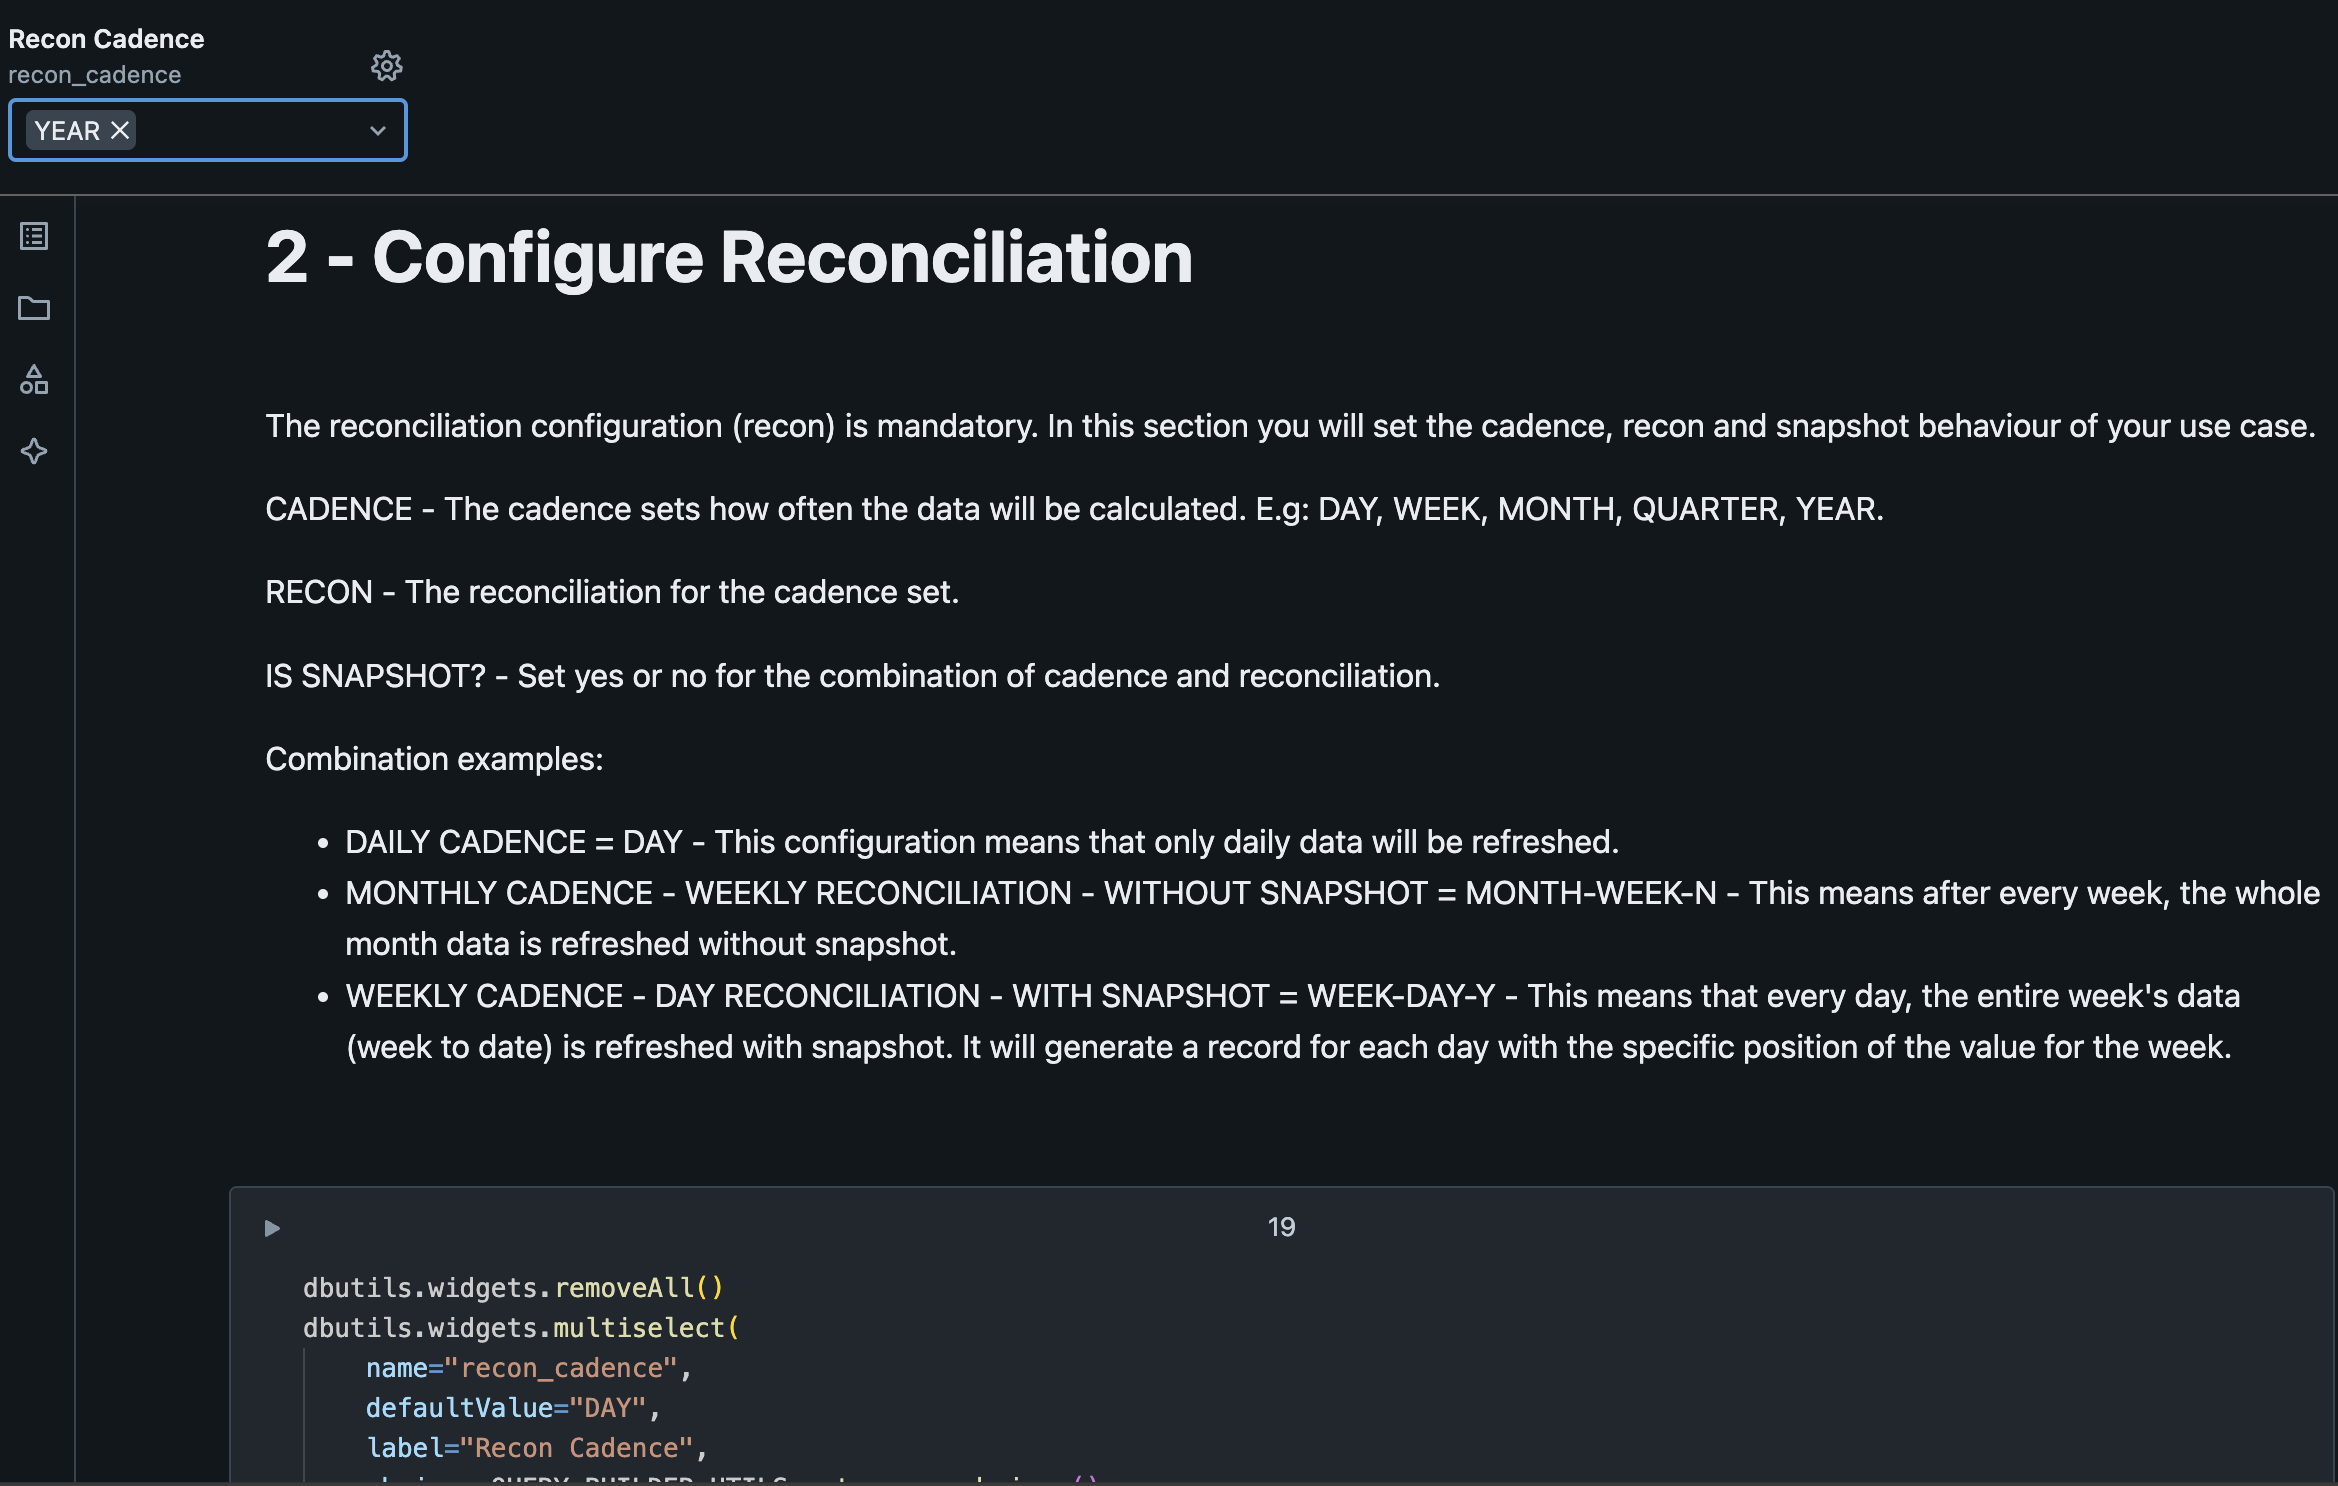 Recon Cadence
recon_cadence
YEAR
2 - Configure Reconciliation
The reconciliation configuration (recon) is mandatory. In this section you will set the cadence, recon and snapshot behaviour of your use case.
CADENCE - The cadence sets how often the data will be calculated. E.g: DAY, WEEK, MONTH, QUARTER, YEAR.
RECON - The reconciliation for the cadence set.
IS SNAPSHOT? - Set yes or no for the combination of cadence and reconciliation.
Combination examples:
• DAILY CADENCE = DAY - This configuration means that only daily data will be refreshed.
• MONTHLY CADENCE - WEEKLY RECONCILIATION - WITHOUT SNAPSHOT = MONTH-WEEK-N - This means after every week, the whole
month data is refreshed without snapshot.
• WEEKLY CADENCE - DAY RECONCILIATION - WITH SNAPSHOT = WEEK-DAY-Y - This means that every day, the entire week's data
(week to date) is refreshed with snapshot. It will generate a record for each day with the specific position of the value for the week.
19
dbutils.widgets.removeAll()
dbutils.widgets.multiselect(
name="recon_cadence",
defaultValue="DAY",
label="Recon Cadence",